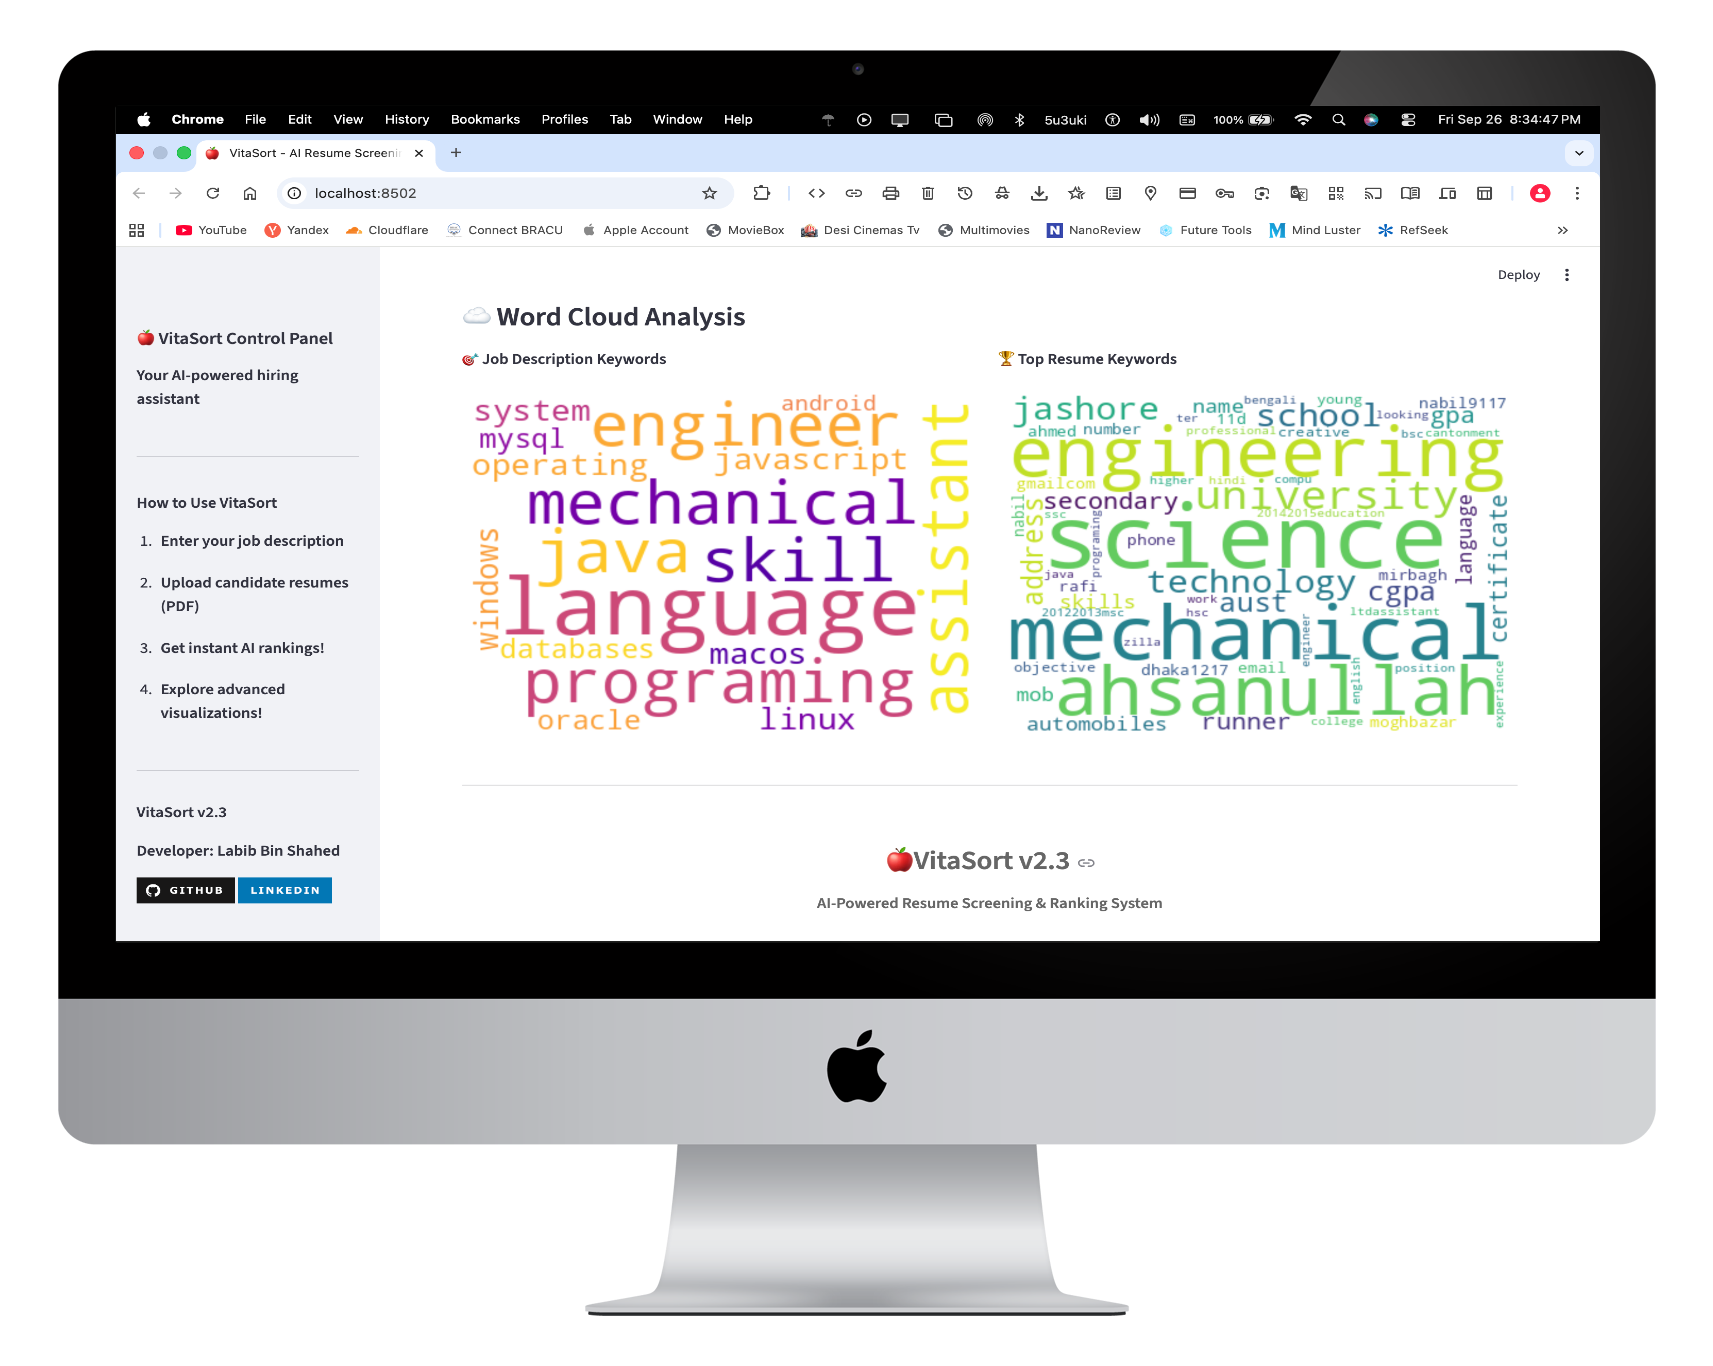 Chrome File Edit View History Bookmarks Profiles Tab Window Help 5u3uki 100% Fri Sep 26 8:34:47 PM
VitaSort - AI Resume Screeni
localhost:8502
YouTube Yandex Cloudflare Connect BRACU Apple Account MovieBox Desi Cinemas Tv Multimovies NanoReview Future Tools Mind Luster RefSeek
Deploy
VitaSort Control Panel
Your AI-powered hiring
assistant
How to Use VitaSort
1. Enter your job description
2. Upload candidate resumes
(PDF)
3. Get instant AI rankings!
4. Explore advanced
visualizations!
VitaSort v2.3
Developer: Labib Bin Shahed
GITHUB LINKEDIN
Word Cloud Analysis
Job Description Keywords
system
android
engineer
mysql
operating
javascript
assistant
mechanical
windows
java
skill
language
databases
macos
programing
oracle
linux
Top Resume Keywords
jashore
name
bengali
young
nabil9117
ter
11d
school
looking
gpa
ahmed
number
professional
creative
bsc
cantonment
engineering
gmailcom
higher
hindi
compu
nabil
address
secondary
university
language
certificate
ssc
20142015education
programing
science
phone
java
rafi
technology
mirbagh
skills
work
aust
cgpa
20122013msc
hsc
ltdassistant
mechanical
zilla
engineer
objective
dhaka1217
email
english
position
experience
mob
ahsanullah
automobiles
runner
college
moghbazar
VitaSort v2.3
AI-Powered Resume Screening & Ranking System